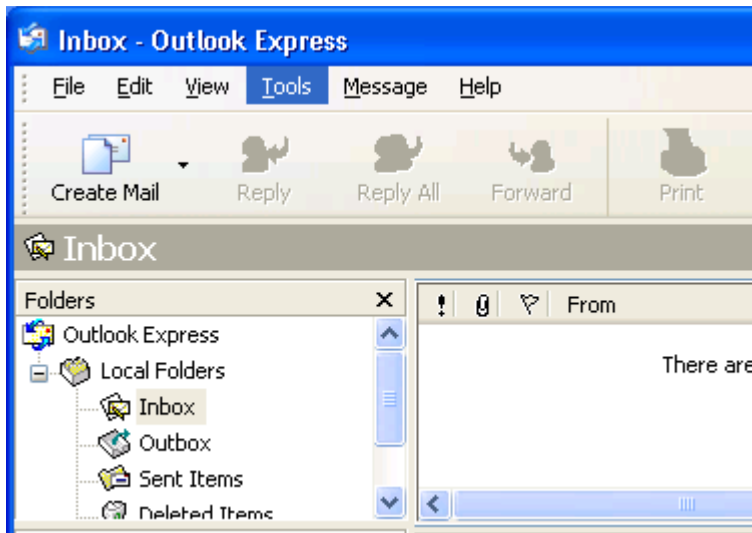 Inbox - Outlook Express
File Edit View Tools Message Help
Create Mail Reply Reply All Forward Print
Inbox
Folders
! From
Outlook Express
There are
Local Folders
Inbox
Outbox
Sent Items
Deleted Items